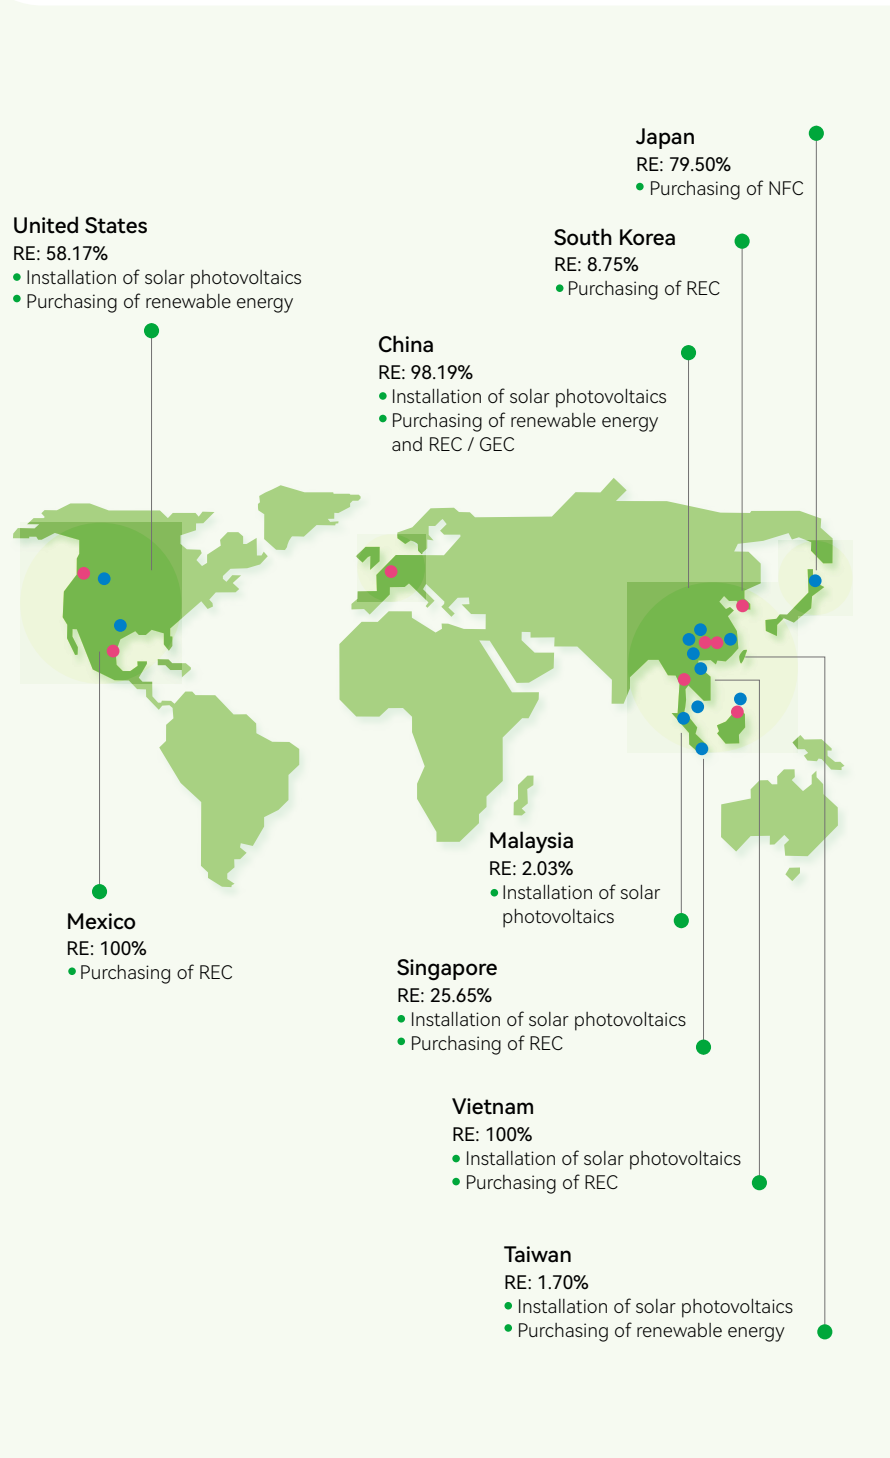 Japan
RE: 79.50%
Purchasing of NFC
United States
RE: 58.17%
Installation of solar photovoltaics
Purchasing of renewable energy
South Korea
RE: 8.75%
Purchasing of REC
China
RE: 98.19%
Installation of solar photovoltaics
Purchasing of renewable energy
and REC / GEC
Malaysia
RE: 2.03%
Installation of solar
photovoltaics
Mexico
RE: 100%
Purchasing of REC
Singapore
RE: 25.65%
Installation of solar photovoltaics
Purchasing of REC
Vietnam
RE: 100%
Installation of solar photovoltaics
Purchasing of REC
Taiwan
RE: 1.70%
Installation of solar photovoltaics
Purchasing of renewable energy